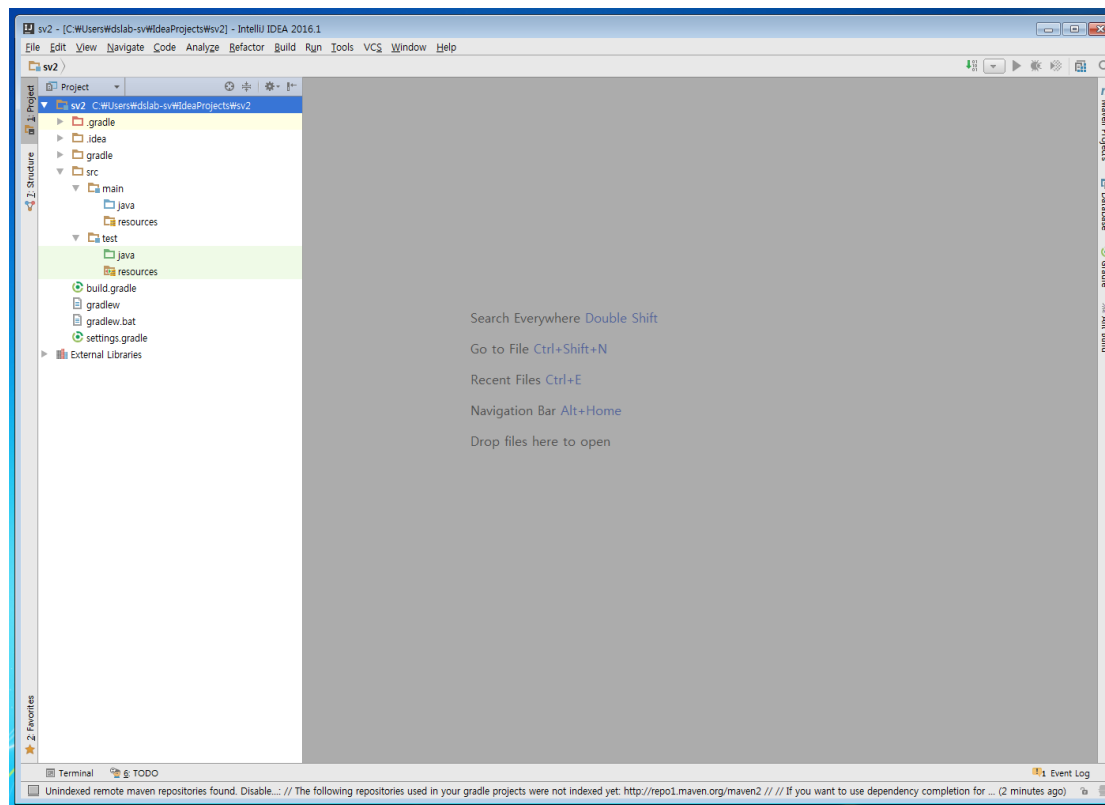 sv2 - [C:₩Users₩dslab-sv₩IdeaProjects₩sv2] - IntelliJ IDEA 2016.1
File Edit View Navigate Code Analyze Refactor Build Run Tools VCS Window Help
sv2
Project
1: Project
sv2 C:₩Users₩dslab-sv₩IdeaProjects₩sv2
.gradle
.idea
gradle
src
main
java
resources
test
java
resources
build.gradle
gradlew
gradlew.bat
settings.gradle
External Libraries
7: Structure
2: Favorites
Search Everywhere Double Shift
Go to File Ctrl+Shift+N
Recent Files Ctrl+E
Navigation Bar Alt+Home
Drop files here to open
Maven Projects
Database
Gradle
Ant Build
Terminal 6: TODO
1 Event Log
Unindexed remote maven repositories found. Disable...: // The following repositories used in your gradle projects were not indexed yet: http://repo1.maven.org/maven2 // // If you want to use dependency completion for ... (2 minutes ago)